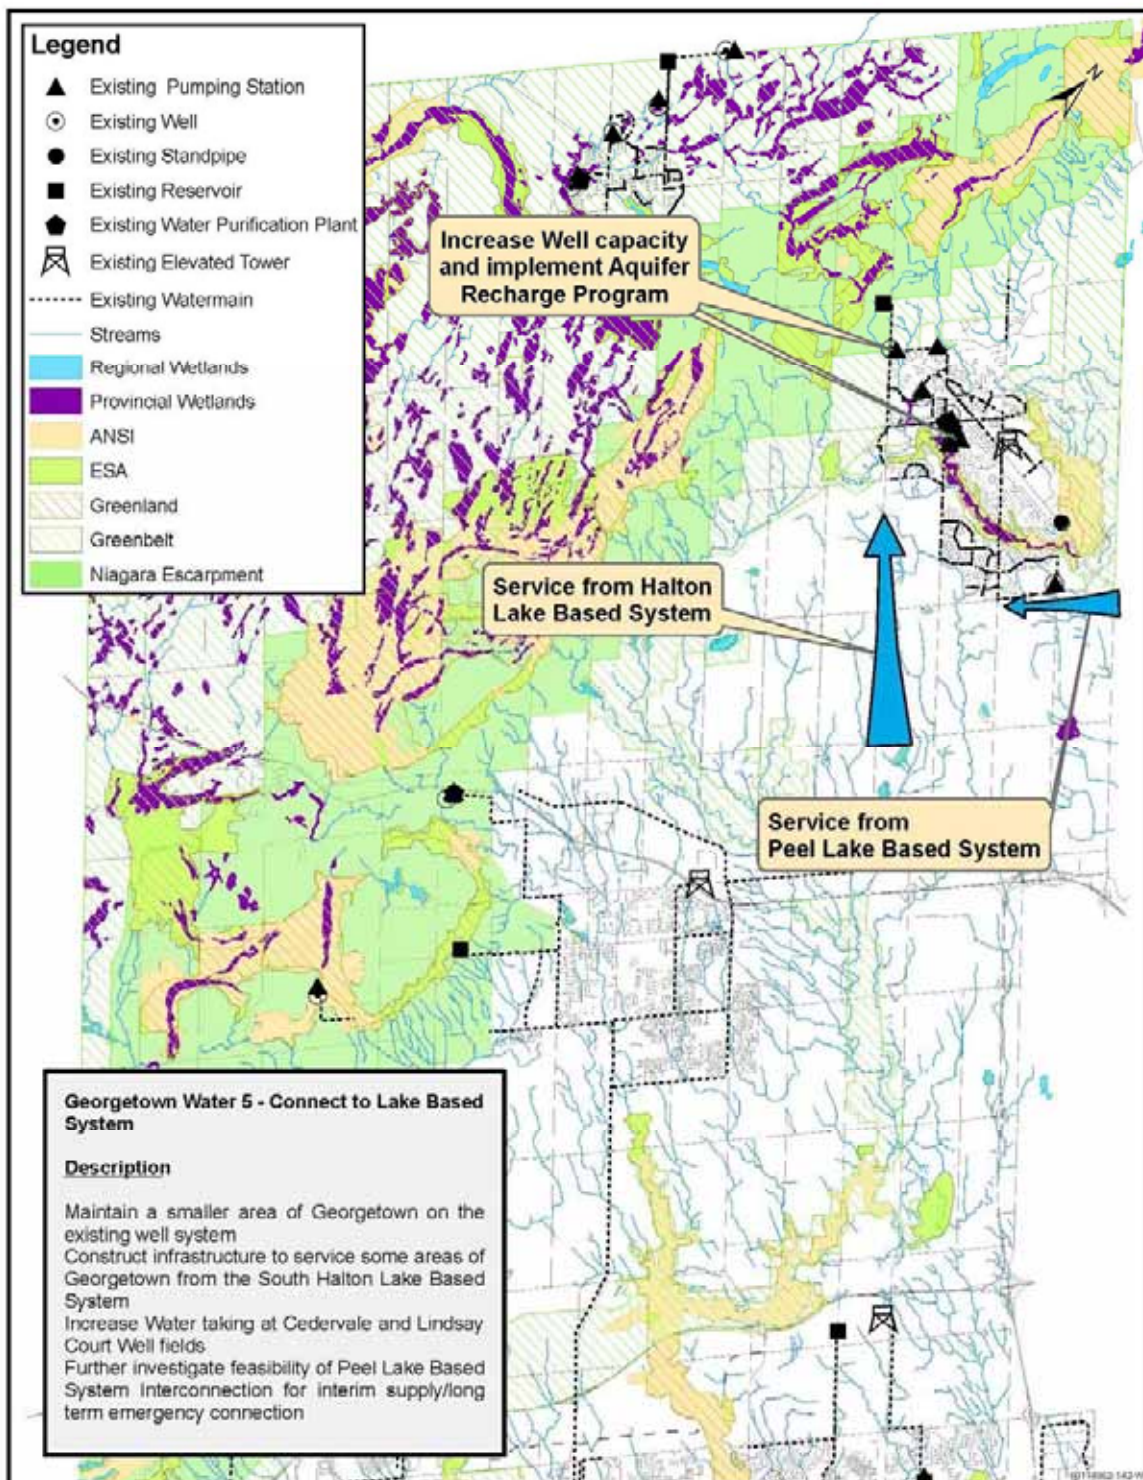 Legend
Existing Pumping Station
Existing Well
Existing Standpipe
Existing Reservoir
Existing Water Purification Plant
Existing Elevated Tower
Existing Watermain
Streams
Regional Wetlands
Provincial Wetlands
ANSI
ESA
Greenland
Greenbelt
Niagara Escarpment
N
Increase Well capacity
and implement Aquifer
Recharge Program
Service from Halton
Lake Based System
Service from
Peel Lake Based System
Georgetown Water 5 - Connect to Lake Based
System
Description
Maintain a smaller area of Georgetown on the
existing well system
Construct infrastructure to service some areas of
Georgetown from the South Halton Lake Based
System
Increase Water taking at Cedervale and Lindsay
Court Well fields
Further investigate feasibility of Peel Lake Based
System Interconnection for interim supply/long
term emergency connection